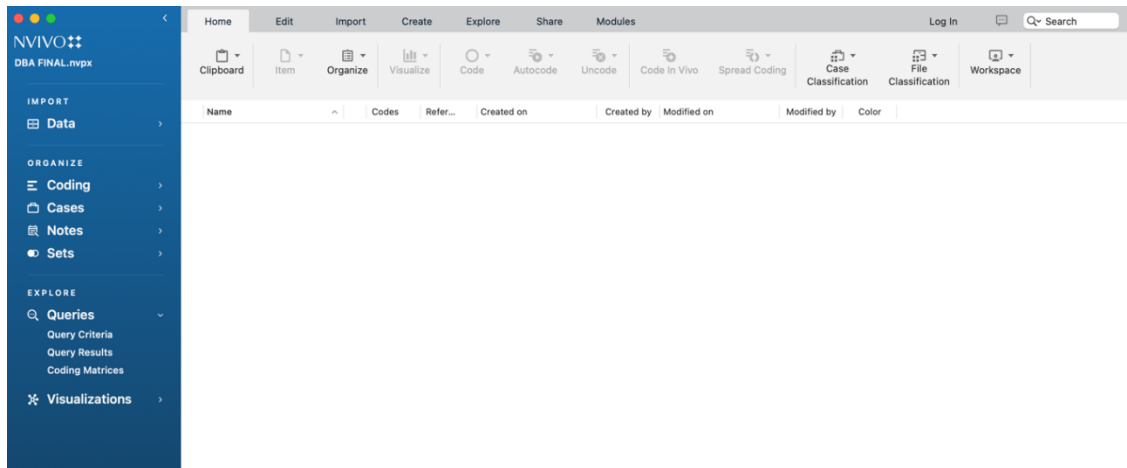 Home Edit Import Create Explore Share Modules Log In Search
NVIVO
DBA FINAL.nvpx
Clipboard Item Organize Visualize Code Autocode Uncode Code In Vivo Spread Coding Case Classification File Classification Workspace
Name Codes Refer... Created on Created by Modified on Modified by Color
IMPORT
Data
ORGANIZE
Coding
Cases
Notes
Sets
EXPLORE
Queries
Query Criteria
Query Results
Coding Matrices
Visualizations